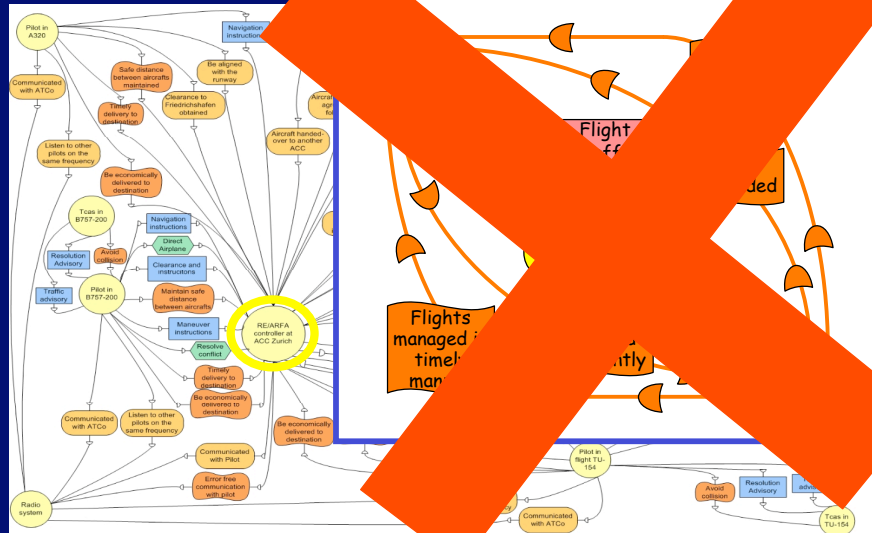 Pilot in
A320
Navigation
instructions
Communicated
with ATCo
Safe distance
between aircrafts
maintained
Be aligned
with the
runway
Timely
delivery to
destination
Clearance to
Friedrichshafen
obtained
Aircraft handed-
over to another
ACC
Listen to other
pilots on the
same frequency
Be economically
delivered to
destination
Tcas in
B757-200
Navigation
instructions
Direct
Airplane
Resolution
Advisory
Avoid
collision
Clearance and
instrucitons
Traffic
advisory
Pilot in
B757-200
Maintain safe
distance
between aircrafts
Maneuver
instructions
Resolve
conflict
RE/ARFA
controller at
ACC Zurich
Timely
delivery to
destination
Be economically
delivered to
destination
Communicated
with ATCo
Listen to other
pilots on the
same frequency
Be economically
delivered to
destination
Communicated
with Pilot
Error free
communication
with pilot
Radio
system
Flight
Flights
managed
timely
Pilot in
flight TU-
154
Avoid
collision
Resolution
Advisory
Communicated
with ATCo
Tcas in
TU-154